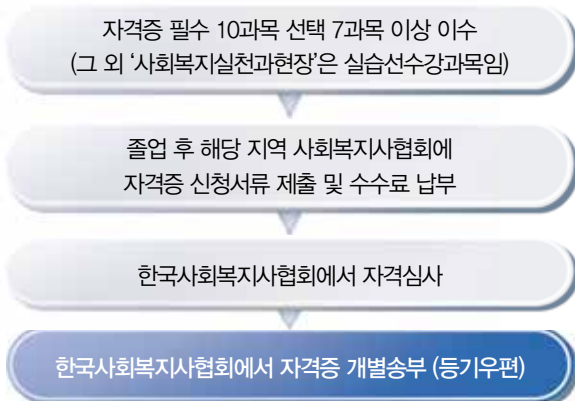 자격증 필수 10과목 선택 7과목 이상 이수
(그 외 ‘사회복지실천과현장’은 실습선수강과목임)
졸업 후 해당 지역 사회복지사협회에
자격증 신청서류 제출 및 수수료 납부
한국사회복지사협회에서 자격심사
한국사회복지사협회에서 자격증 개별송부 (등기우편)